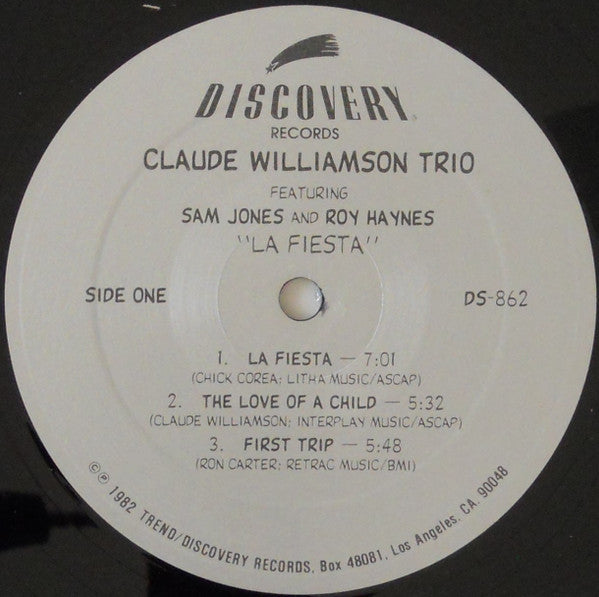 DISCOVERY
RECORDS
CLAUDE WILLIAMSON TRIO
FEATURING
SAM JONES AND ROY HAYNES
"LA FIESTA"
SIDE ONE
DS-862
1. LA FIESTA — 7:01
(CHICK COREA; LITHA MUSIC/ASCAP)
2. THE LOVE OF A CHILD — 5:32
(CLAUDE WILLIAMSON; INTERPLAY MUSIC/ASCAP)
3. FIRST TRIP — 5:48
(RON CARTER; RETRAC MUSIC/BMI)
©℗ 1982 TREND/DISCOVERY RECORDS, Box 48081, Los Angeles, CA. 90048